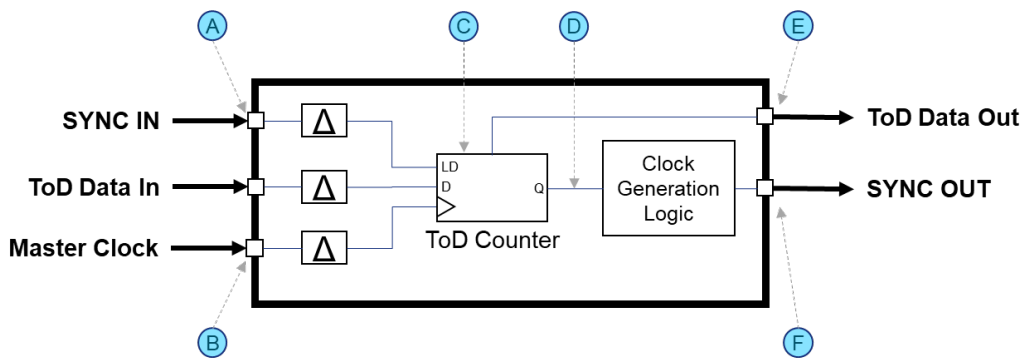 A
C
D
E
SYNC IN
Δ
ToD Data Out
LD
ToD Data In
Δ
D
Q
Clock
Generation
Logic
SYNC OUT
Master Clock
Δ
ToD Counter
B
F